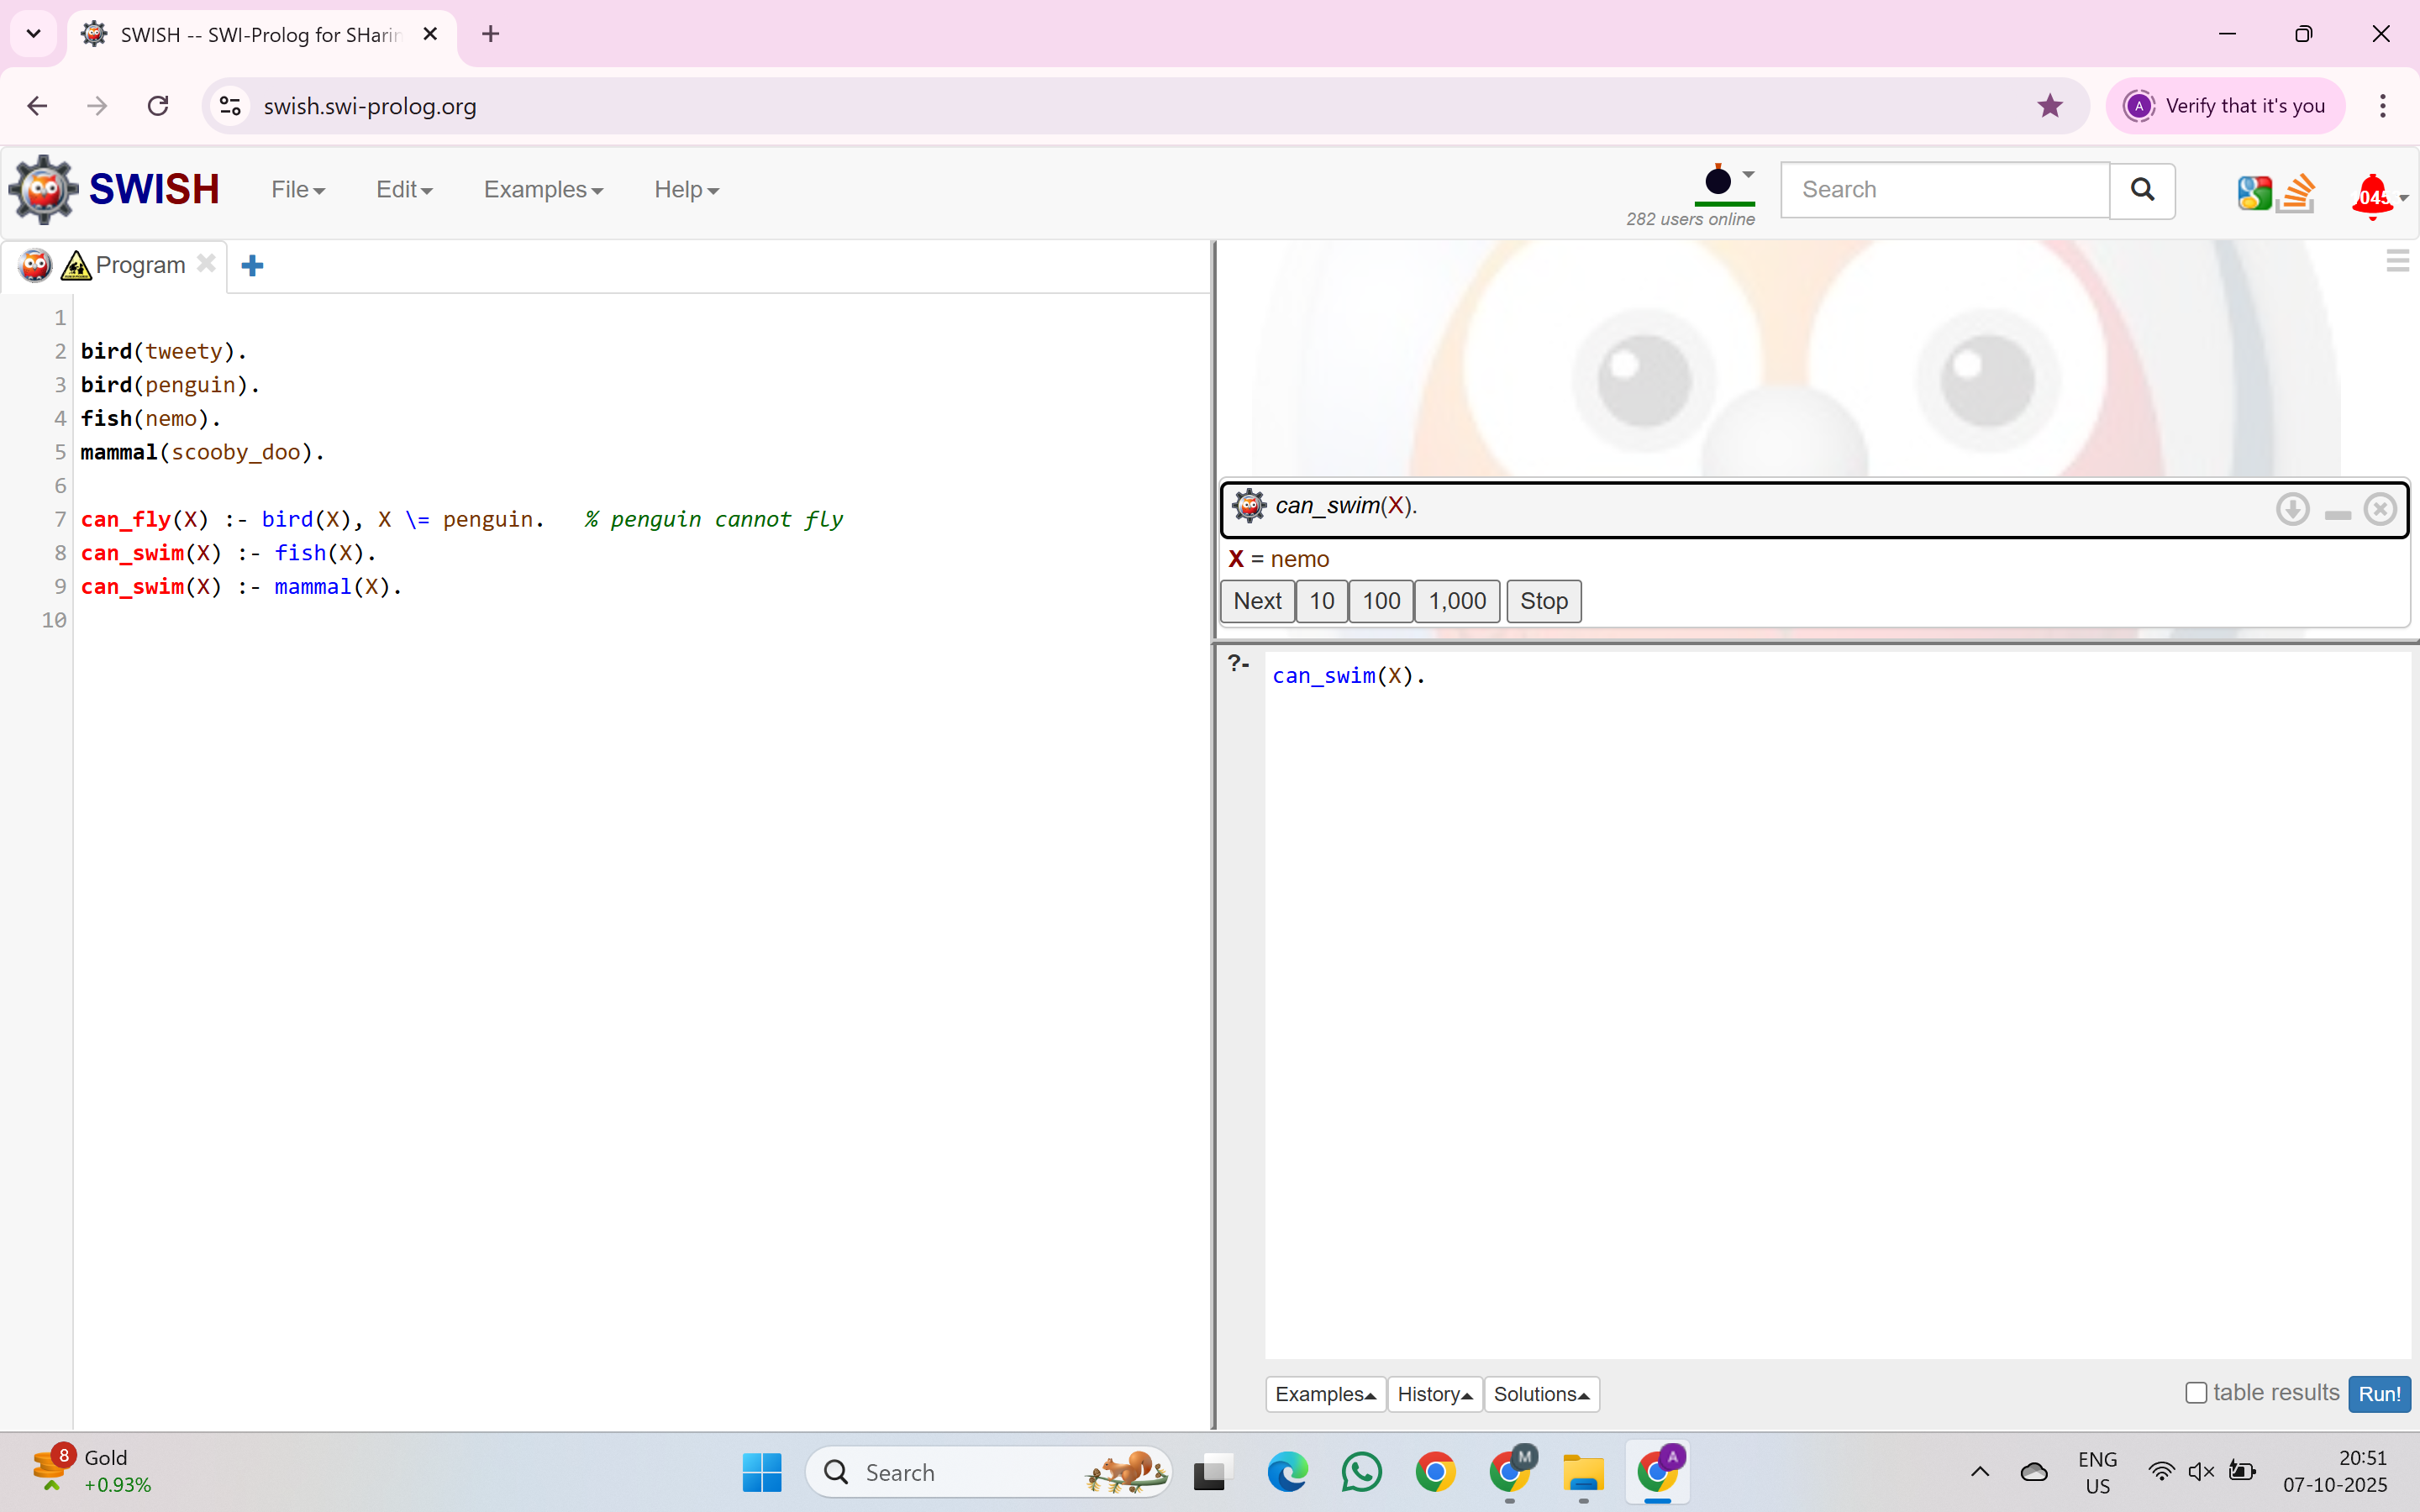 SWISH -- SWI-Prolog for SHarin
swish.swi-prolog.org
A
Verify that it's you
SWISH
File
Edit
Examples
Help
282 users online
Search
045
Program
1
2 bird(tweety).
3 bird(penguin).
4 fish(nemo).
5 mammal(scooby_doo).
6
7 can_fly(X) :- bird(X), X \= penguin.   % penguin cannot fly
8 can_swim(X) :- fish(X).
9 can_swim(X) :- mammal(X).
10
can_swim(X).
X = nemo
Next 10 100 1,000 Stop
?- can_swim(X).
Examples History Solutions
table results Run!
8
Gold
+0.93%
Search
M
A
ENG
US
20:51
07-10-2025